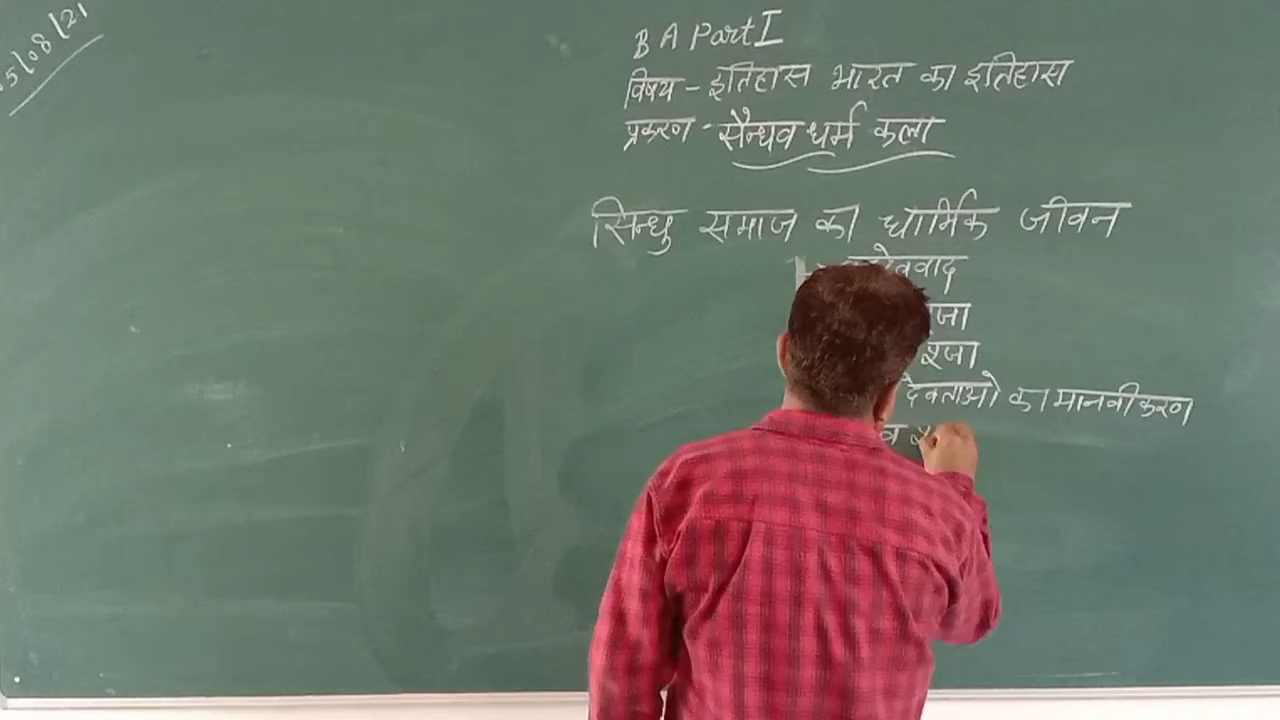 5/08/21
B A Part I
विषय - इतिहास भारत का इतिहास
प्रकरण - सैन्धव धर्म कला
सिन्धु समाज का धार्मिक जीवन
देवताओ का मानवीकरण